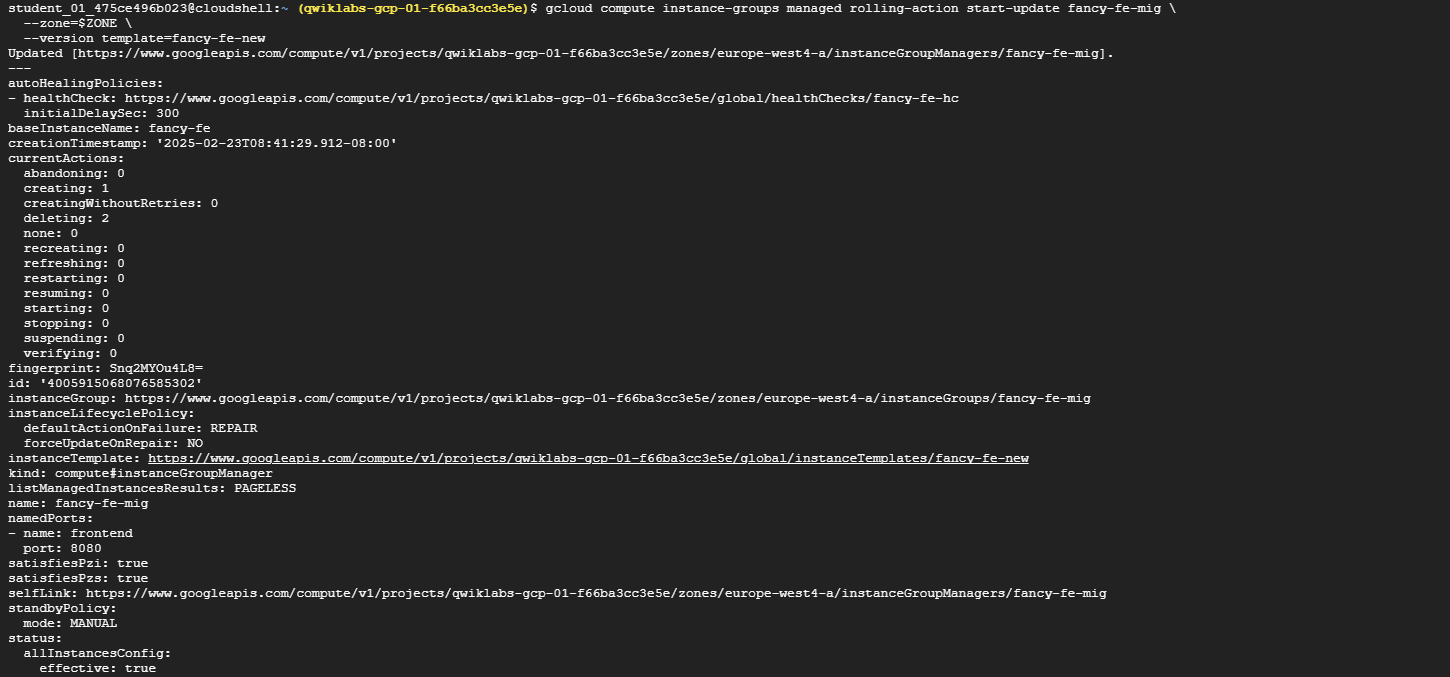 student_01_475ce496b023@cloudshell:~ (qwiklabs-gcp-01-f66ba3cc3e5e)$ gcloud compute instance-groups managed rolling-action start-update fancy-fe-mig \
  --zone=$ZONE \
  --version template=fancy-fe-new
Updated [https://www.googleapis.com/compute/v1/projects/qwiklabs-gcp-01-f66ba3cc3e5e/zones/europe-west4-a/instanceGroupManagers/fancy-fe-mig].
---
autoHealingPolicies:
- healthCheck: https://www.googleapis.com/compute/v1/projects/qwiklabs-gcp-01-f66ba3cc3e5e/global/healthChecks/fancy-fe-hc
  initialDelaySec: 300
baseInstanceName: fancy-fe
creationTimestamp: '2025-02-23T08:41:29.912-08:00'
currentActions:
  abandoning: 0
  creating: 1
  creatingWithoutRetries: 0
  deleting: 2
  none: 0
  recreating: 0
  refreshing: 0
  restarting: 0
  resuming: 0
  starting: 0
  stopping: 0
  suspending: 0
  verifying: 0
fingerprint: Snq2MYOu4L8=
id: '4005915068076585302'
instanceGroup: https://www.googleapis.com/compute/v1/projects/qwiklabs-gcp-01-f66ba3cc3e5e/zones/europe-west4-a/instanceGroups/fancy-fe-mig
instanceLifecyclePolicy:
  defaultActionOnFailure: REPAIR
  forceUpdateOnRepair: NO
instanceTemplate: https://www.googleapis.com/compute/v1/projects/qwiklabs-gcp-01-f66ba3cc3e5e/global/instanceTemplates/fancy-fe-new
kind: compute#instanceGroupManager
listManagedInstancesResults: PAGELESS
name: fancy-fe-mig
namedPorts:
- name: frontend
  port: 8080
satisfiesPzi: true
satisfiesPzs: true
selfLink: https://www.googleapis.com/compute/v1/projects/qwiklabs-gcp-01-f66ba3cc3e5e/zones/europe-west4-a/instanceGroupManagers/fancy-fe-mig
standbyPolicy:
  mode: MANUAL
status:
  allInstancesConfig:
    effective: true